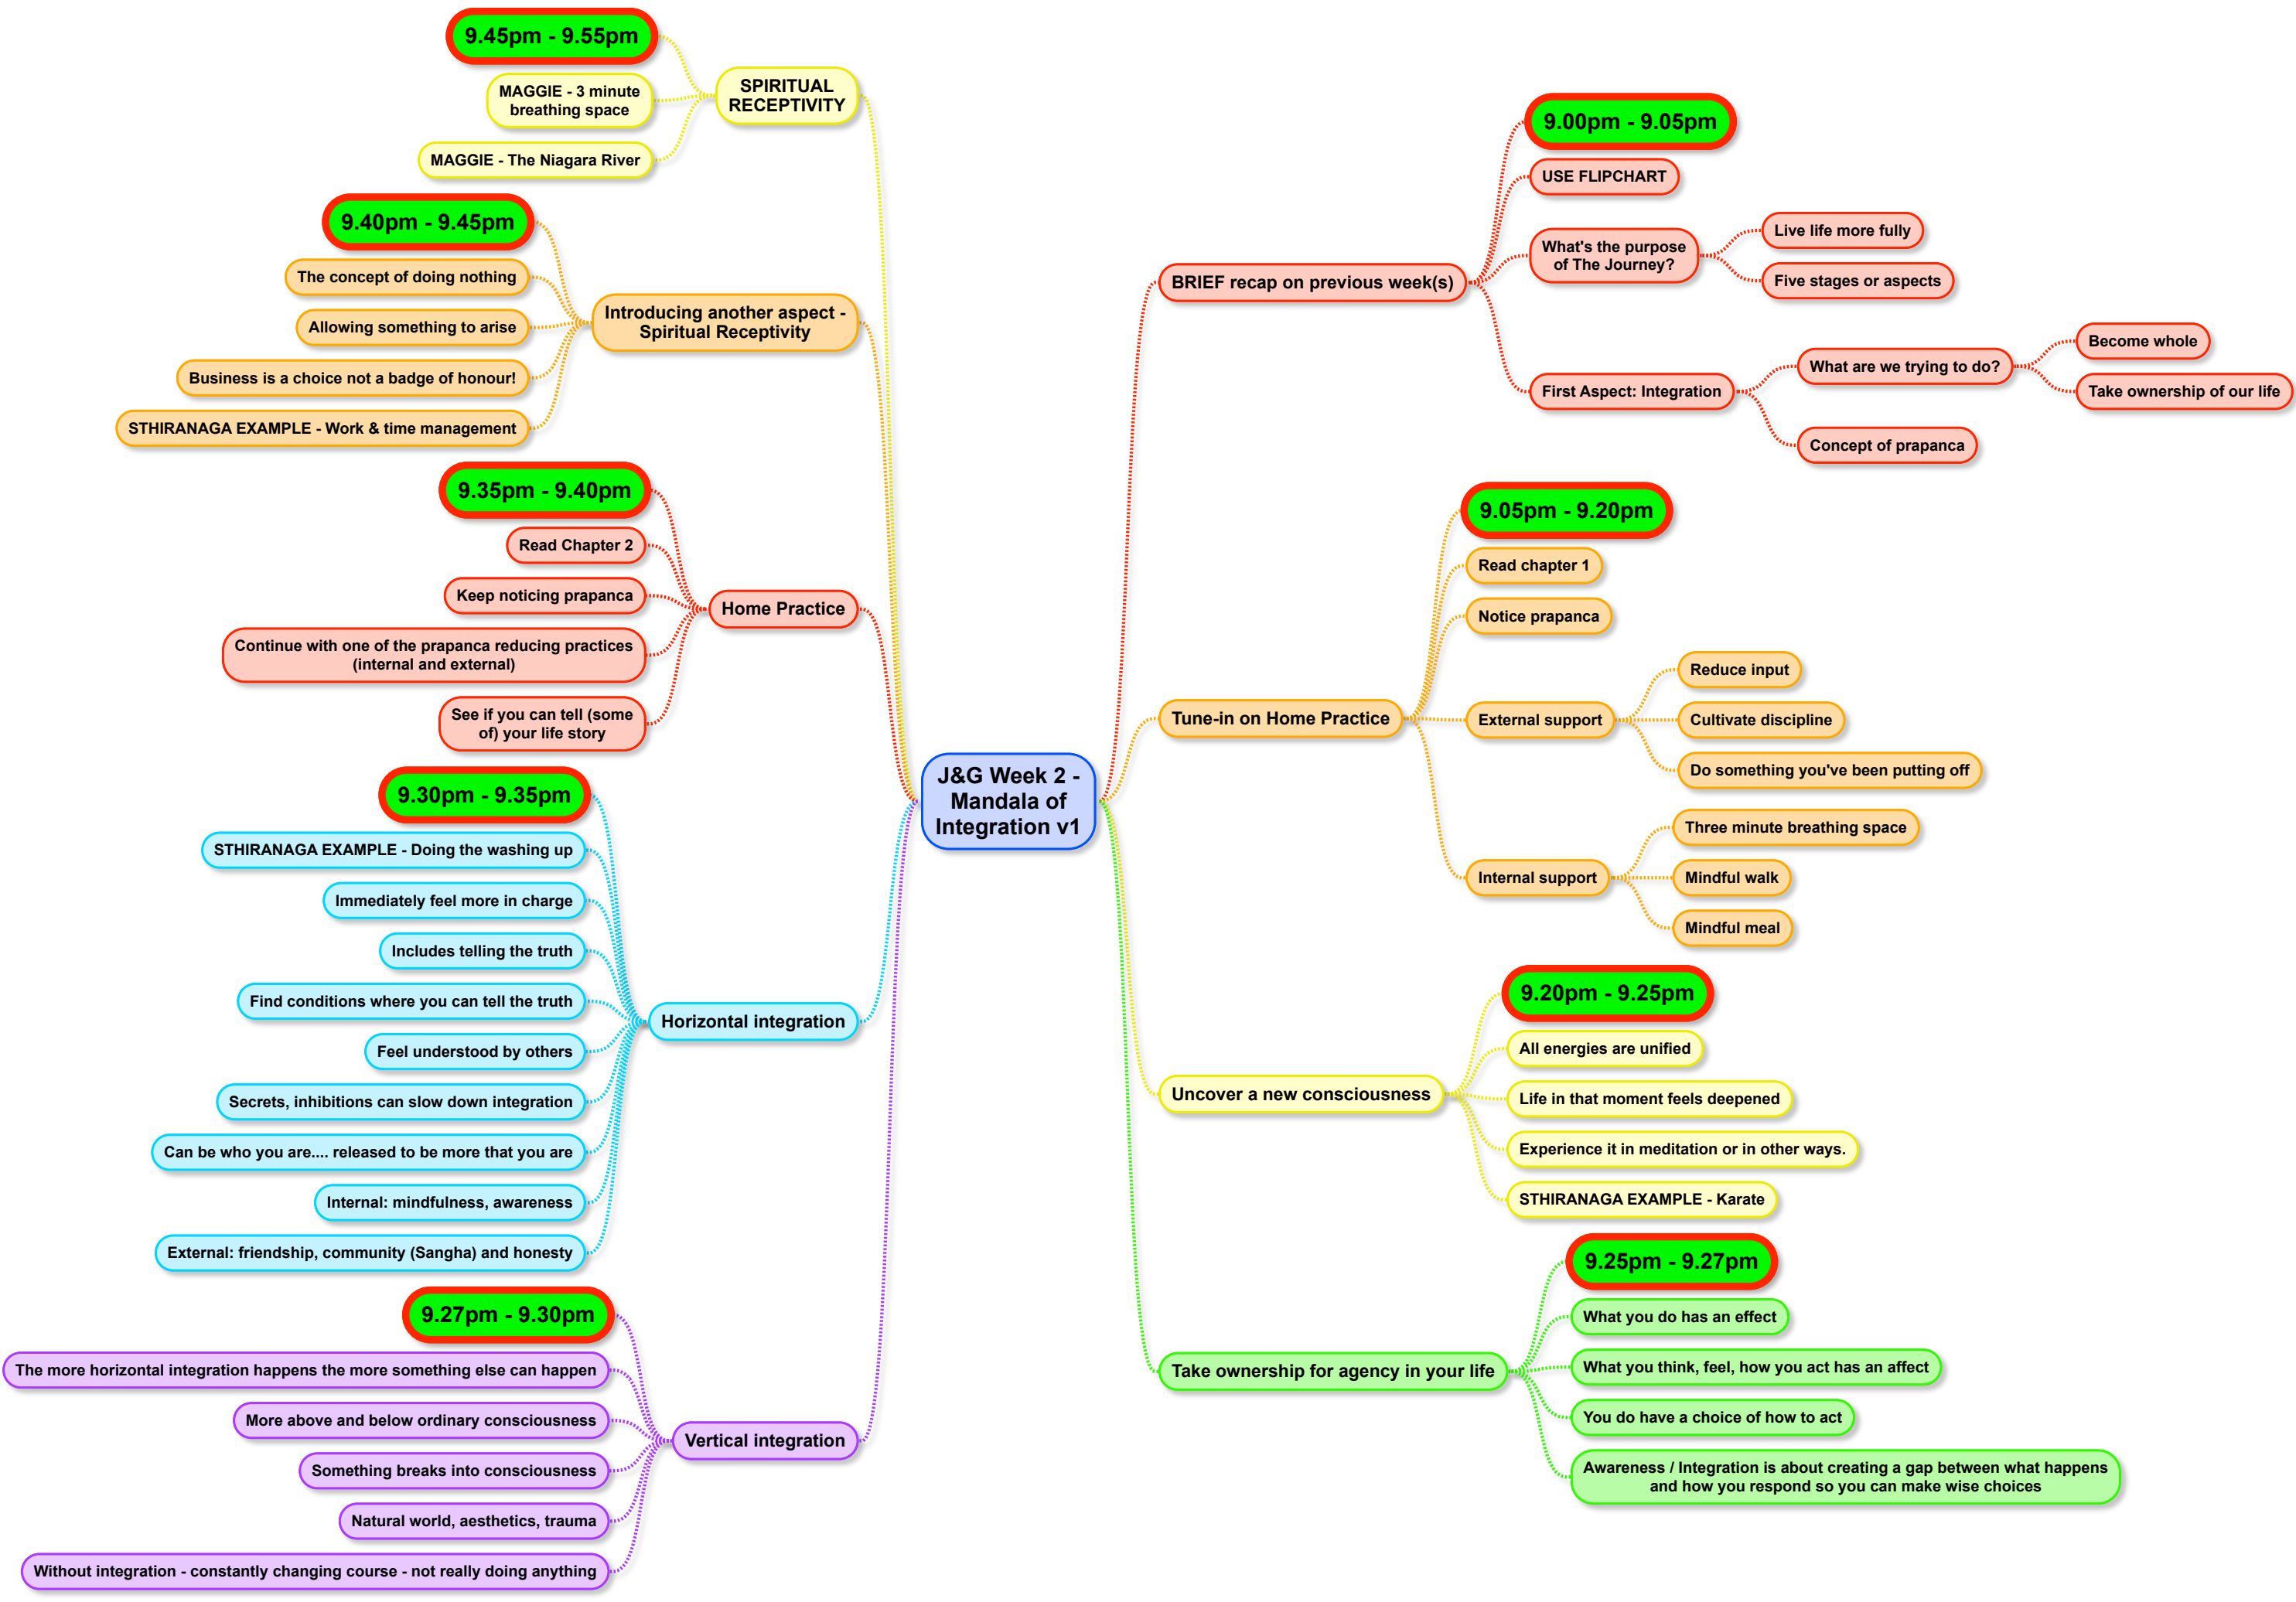 J&G Week 2 -
Mandala of
Integration v1
BRIEF recap on previous week(s)
9.00pm - 9.05pm
USE FLIPCHART
What's the purpose
of The Journey?
Live life more fully
Five stages or aspects
First Aspect: Integration
What are we trying to do?
Become whole
Take ownership of our life
Concept of prapanca
Tune-in on Home Practice
9.05pm - 9.20pm
Read chapter 1
Notice prapanca
External support
Reduce input
Cultivate discipline
Do something you've been putting off
Internal support
Three minute breathing space
Mindful walk
Mindful meal
Uncover a new consciousness
9.20pm - 9.25pm
All energies are unified
Life in that moment feels deepened
Experience it in meditation or in other ways.
STHIRANAGA EXAMPLE - Karate
Take ownership for agency in your life
9.25pm - 9.27pm
What you do has an effect
What you think, feel, how you act has an affect
You do have a choice of how to act
Awareness / Integration is about creating a gap between what happens
and how you respond so you can make wise choices
Vertical integration
9.27pm - 9.30pm
The more horizontal integration happens the more something else can happen
More above and below ordinary consciousness
Something breaks into consciousness
Natural world, aesthetics, trauma
Without integration - constantly changing course - not really doing anything
Horizontal integration
9.30pm - 9.35pm
STHIRANAGA EXAMPLE - Doing the washing up
Immediately feel more in charge
Includes telling the truth
Find conditions where you can tell the truth
Feel understood by others
Secrets, inhibitions can slow down integration
Can be who you are.... released to be more that you are
Internal: mindfulness, awareness
External: friendship, community (Sangha) and honesty
Home Practice
9.35pm - 9.40pm
Read Chapter 2
Keep noticing prapanca
Continue with one of the prapanca reducing practices
(internal and external)
See if you can tell (some
of) your life story
Introducing another aspect -
Spiritual Receptivity
9.40pm - 9.45pm
The concept of doing nothing
Allowing something to arise
Business is a choice not a badge of honour!
STHIRANAGA EXAMPLE - Work & time management
SPIRITUAL
RECEPTIVITY
9.45pm - 9.55pm
MAGGIE - 3 minute
breathing space
MAGGIE - The Niagara River